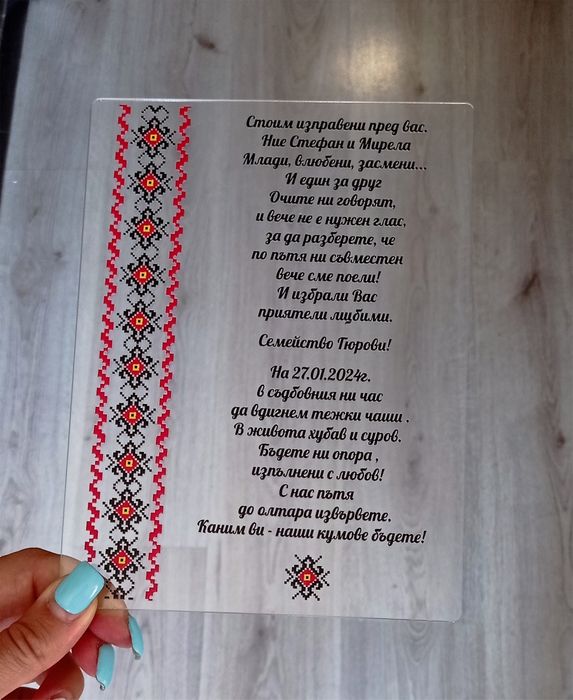 Стоим изправени пред вас.
Ние Стефан и Мирела
Млади, влюбени, засмени...
И един за друг
Очите ни говорят,
и вече не е нужен глас,
за да разберете, че
по пътя ни съвместен
вече сме поели!
И избрали Вас
приятели лщбими.
Семейство Гюрови!
На 27.01.2024г.
в съдбовния ни час
да вдигнем тежки чаши .
В живота хубав и суров.
Бъдете ни опора ,
изпълнени с любов!
С нас пътя
до олтара извървете.
Каним ви - наши кумове бъдете!